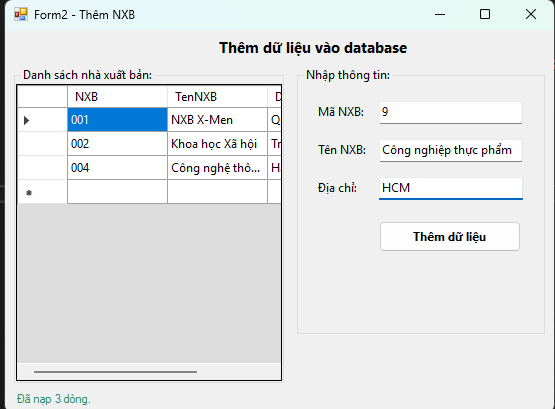 Form2 - Thêm NXB
Thêm dữ liệu vào database
Danh sách nhà xuất bản:
NXB TenNXB D
001 NXB X-Men Q
002 Khoa học Xã hội Tr
004 Công nghệ thô... H
Nhập thông tin:
Mã NXB: 9
Tên NXB: Công nghiệp thực phẩm
Địa chỉ: HCM
Thêm dữ liệu
Đã nạp 3 dòng.